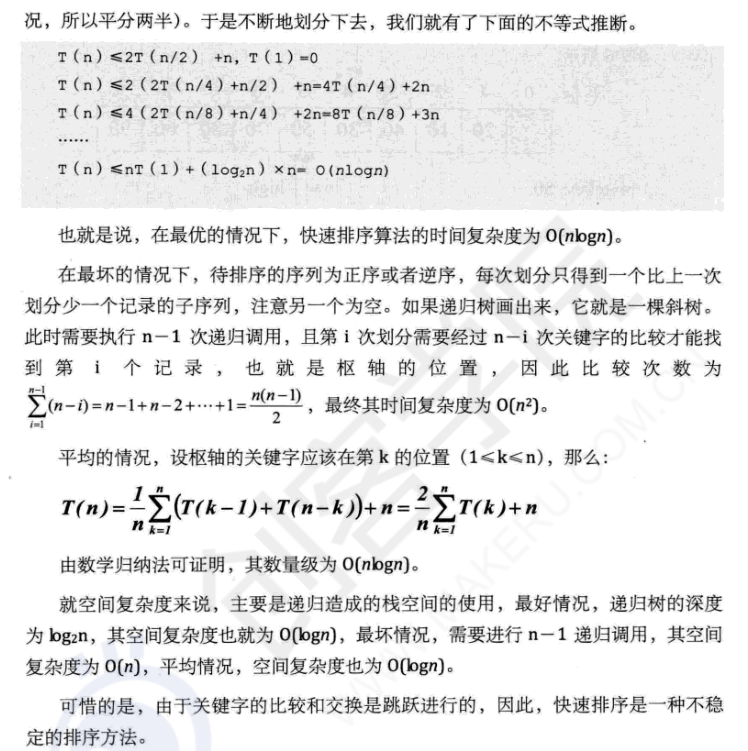 况，所以平分两半）。于是不断地划分下去，我们就有了下面的不等式推断。
T(n)≤2T(n/2) +n, T(1)=0
T(n)≤2(2T(n/4)+n/2) +n=4T(n/4)+2n
T(n)≤4(2T(n/8)+n/4) +2n=8T(n/8)+3n
……
T(n)≤nT(1)+(log₂n)×n= O(nlogn)
也就是说，在最优的情况下，快速排序算法的时间复杂度为 O(nlogn)。
在最坏的情况下，待排序的序列为正序或者逆序，每次划分只得到一个比上一次
划分少一个记录的子序列，注意另一个为空。如果递归树画出来，它就是一棵斜树。
此时需要执行 n－1 次递归调用，且第 i 次划分需要经过 n－i 次关键字的比较才能找
到第 i 个记录，也就是枢轴的位置，因此比较次数为
∑_{i=1}^{n-1}(n-i)=n-1+n-2+⋯+1=n(n-1)/2，最终其时间复杂度为 O(n²)。
平均的情况，设枢轴的关键字应该在第 k 的位置（1≤k≤n），那么：
T(n)=1/n ∑_{k=1}^{n}(T(k-1)+T(n-k))+n=2/n ∑_{k=1}^{n}T(k)+n
由数学归纳法可证明，其数量级为 O(nlogn)。
就空间复杂度来说，主要是递归造成的栈空间的使用，最好情况，递归树的深度
为 log₂n，其空间复杂度也就为 O(logn)，最坏情况，需要进行 n－1 递归调用，其空间
复杂度为 O(n)，平均情况，空间复杂度也为 O(logn)。
可惜的是，由于关键字的比较和交换是跳跃进行的，因此，快速排序是一种不稳
定的排序方法。
创客学院